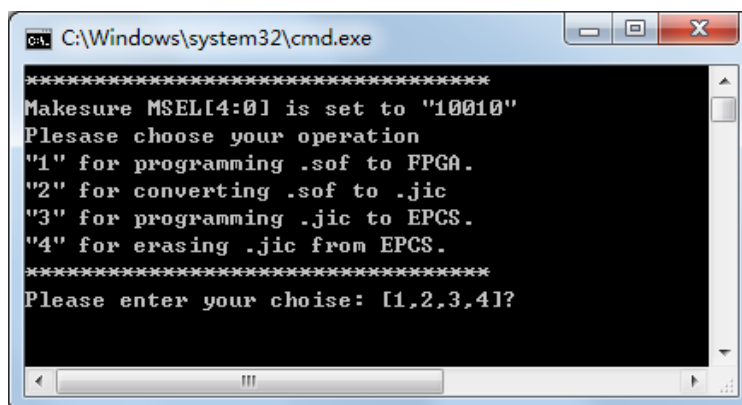 C:\Windows\system32\cmd.exe
**********************************
Makesure MSEL[4:0] is set to "10010"
Plesase choose your operation
"1" for programming .sof to FPGA.
"2" for converting .sof to .jic
"3" for programming .jic to EPCS.
"4" for erasing .jic from EPCS.
**********************************
Please enter your choise: [1,2,3,4]?